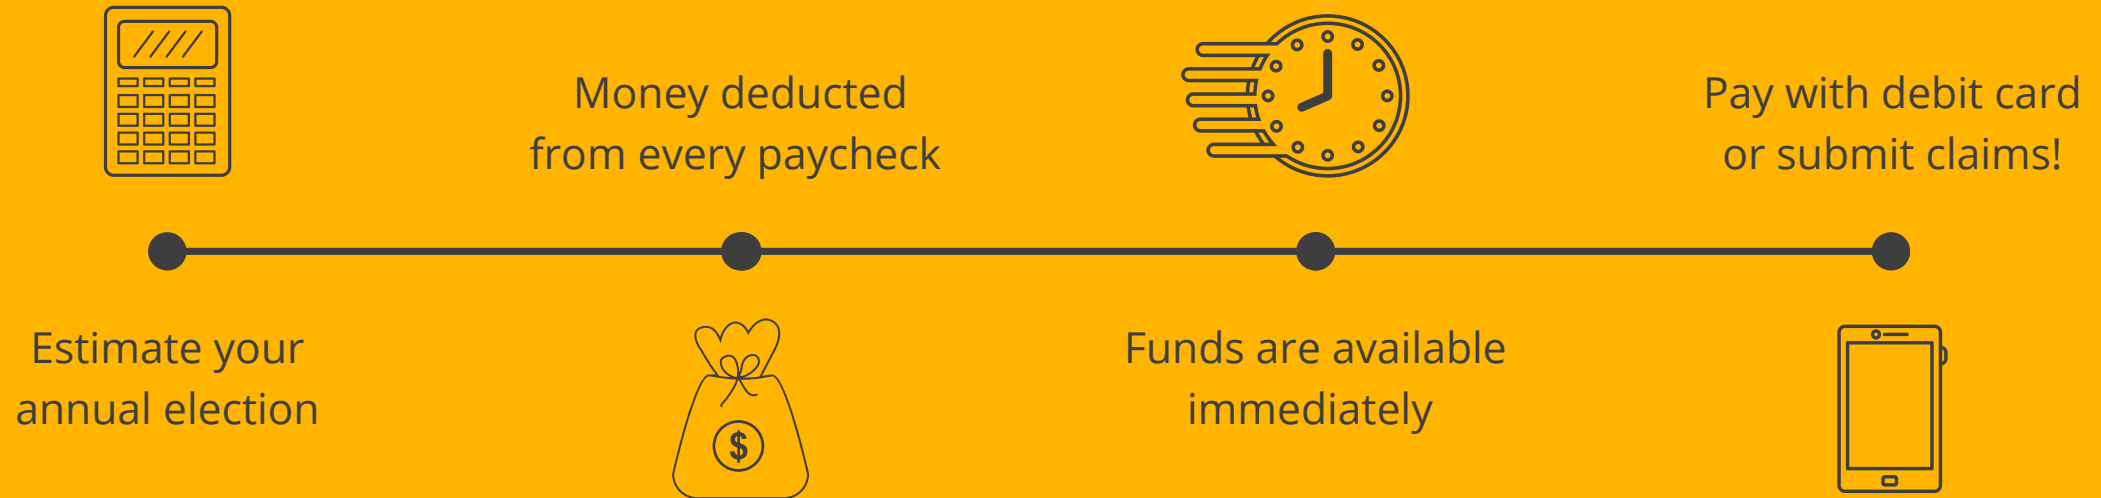 Estimate your
annual election
Money deducted
from every paycheck
$
Funds are available
immediately
Pay with debit card
or submit claims!